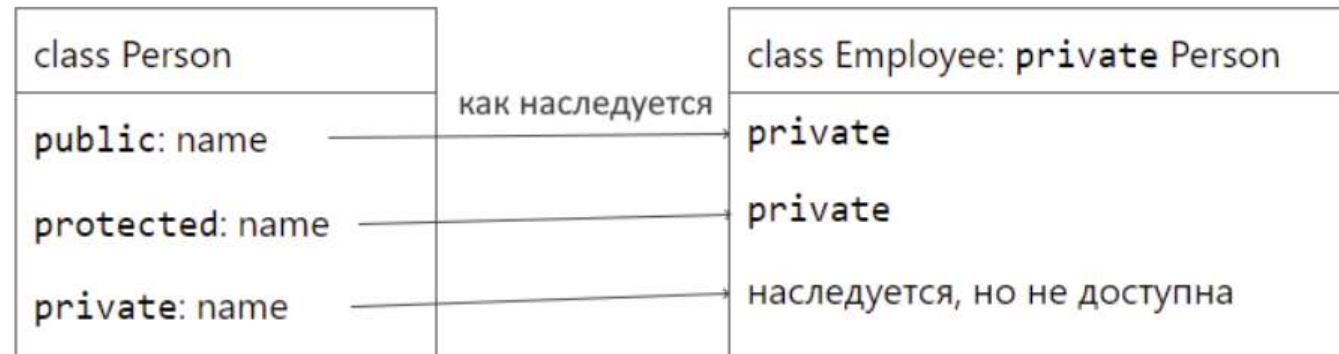 class Person
class Employee: private Person
как наследуется
public: name
private
protected: name
private
private: name
наследуется, но не доступна